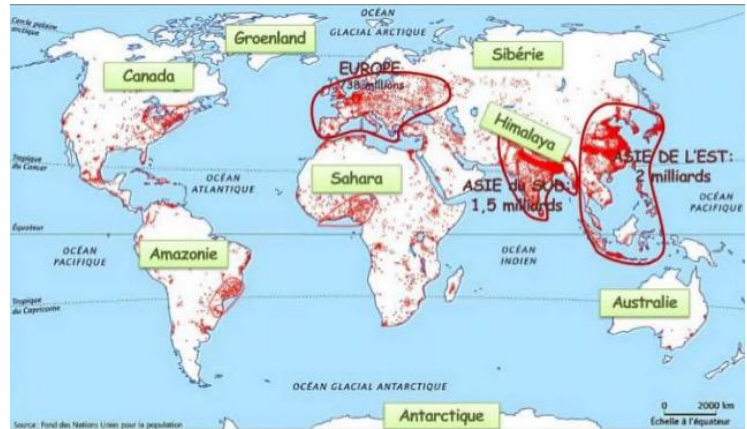 OCÉAN
GLACIAL ARCTIQUE
Cercle polaire
arctique
Groenland
Sibérie
Canada
EUROPE:
738 millions
Himalaya
ASIE DE L'EST:
2 milliards
Tropique
du Cancer
OCÉAN
ATLANTIQUE
Sahara
ASIE du SUD:
1,5 milliards
OCÉAN
PACIFIQUE
Équateur
OCÉAN
PACIFIQUE
Amazonie
OCÉAN
INDIEN
Tropique
du Capricorne
Australie
OCÉAN GLACIAL ANTARCTIQUE
Antarctique
0 2000 km
Échelle à l'équateur
Source: Fond des Nations Unies pour la population